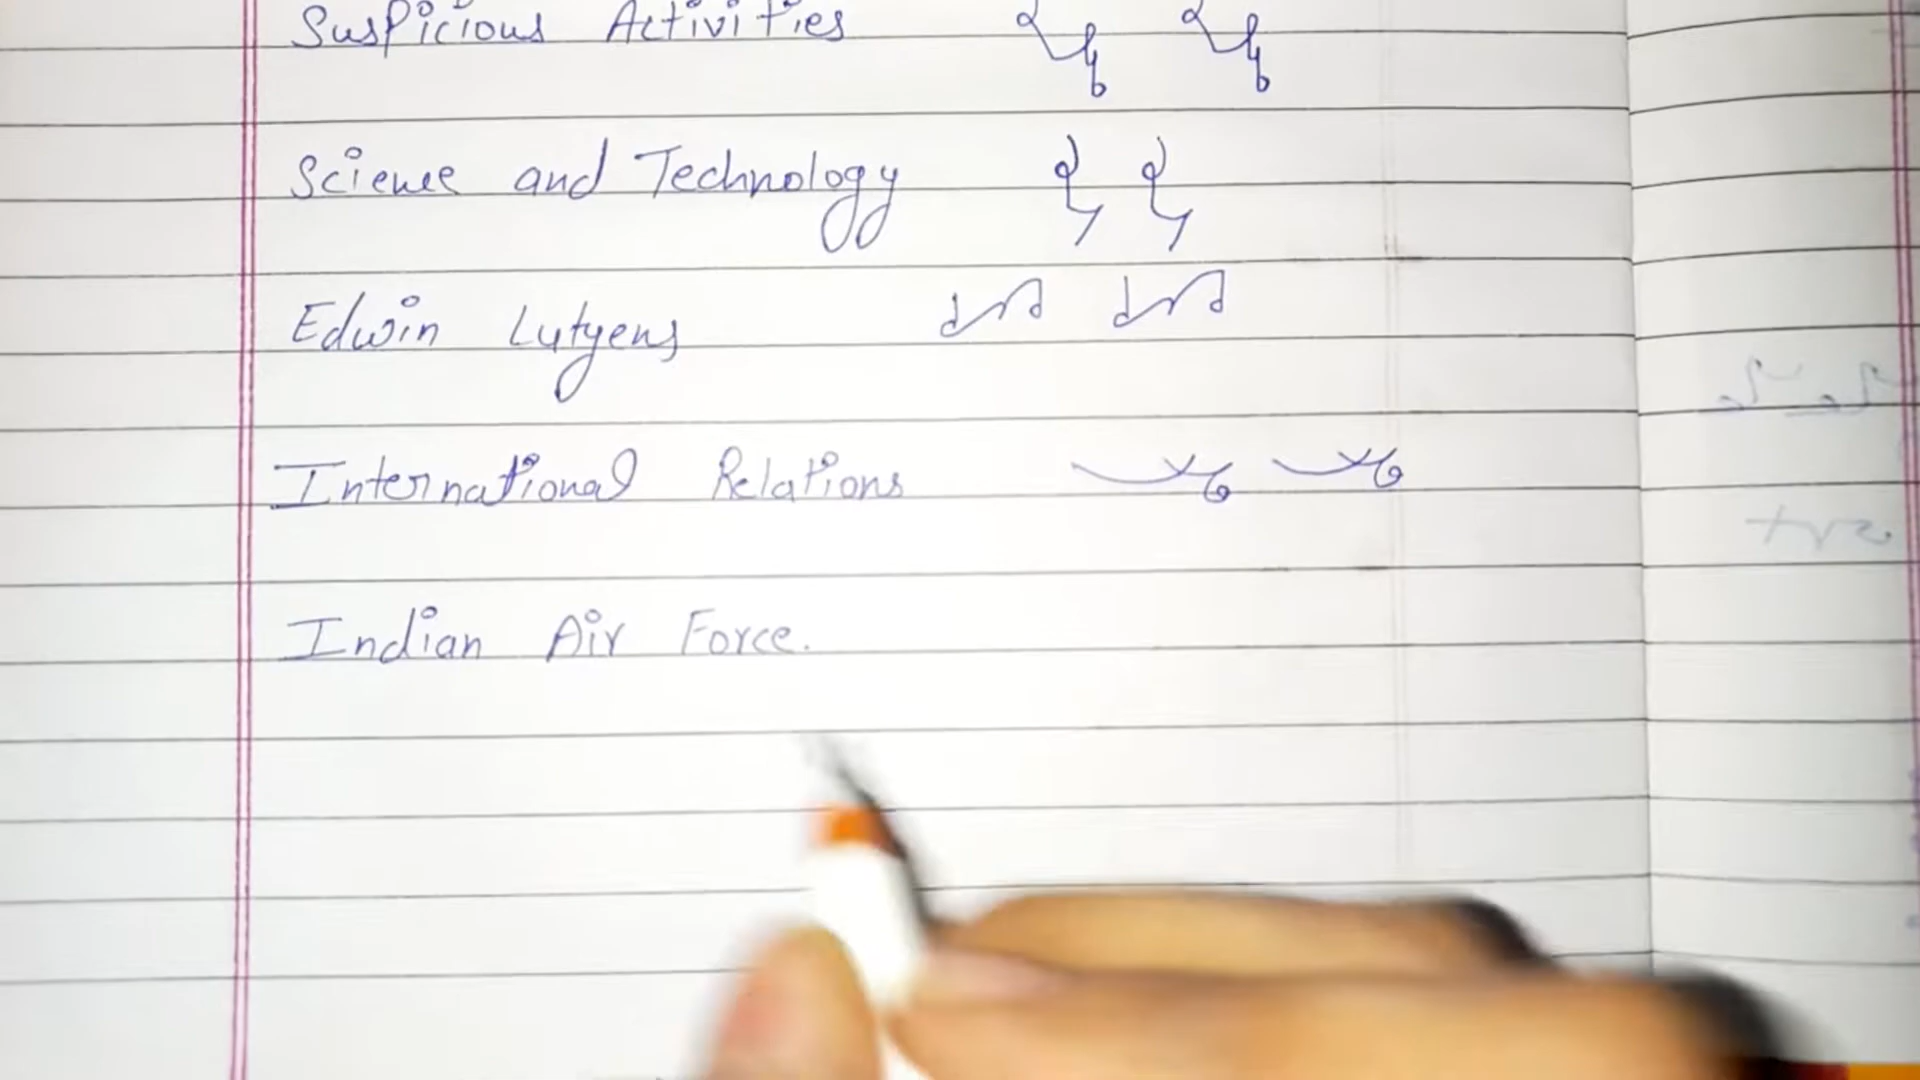 Suspicious Activities
Science and Technology
Edwin Lutyens
International Relations
Indian Air Force.